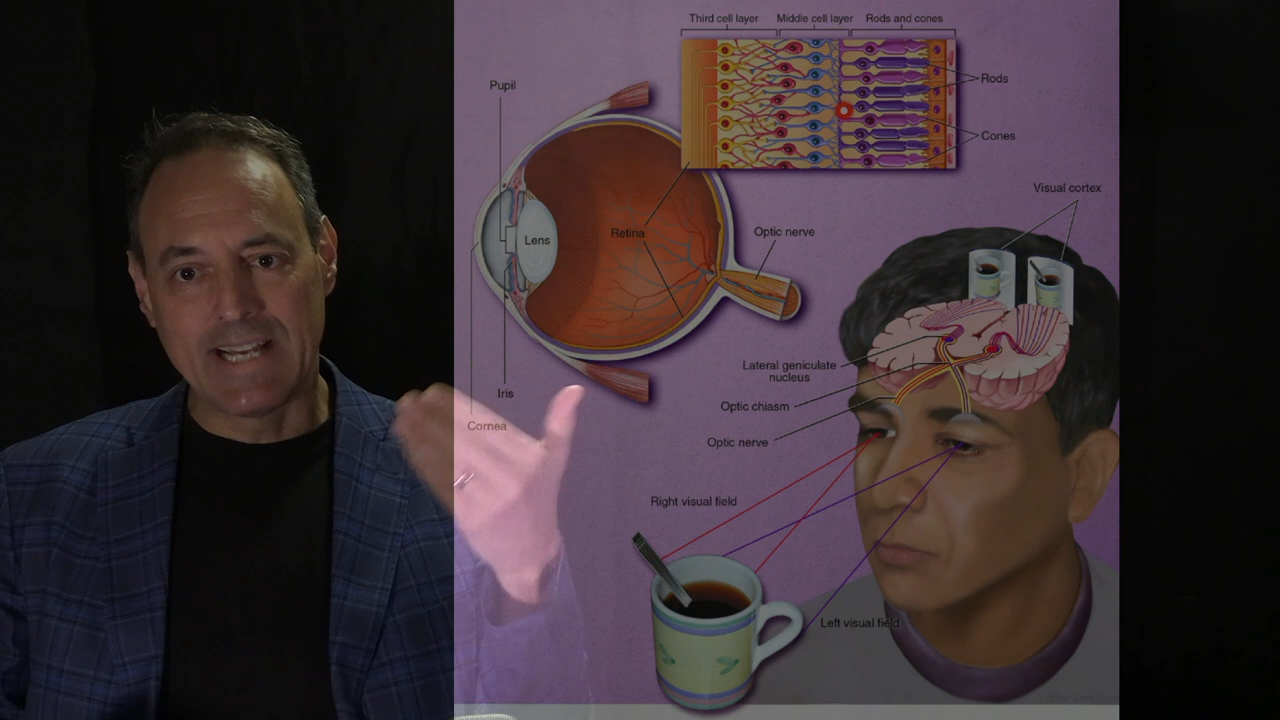 Third cell layer
Middle cell layer
Rods and cones
Pupil
Rods
Cones
Visual cortex
Lens
Retina
Optic nerve
Lateral geniculate
nucleus
Iris
Optic chiasm
Cornea
Optic nerve
Right visual field
Left visual field